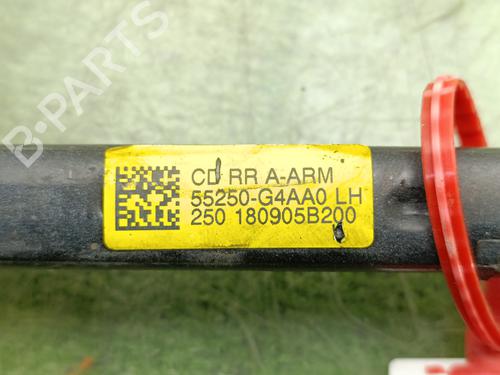 B-PARTS
CD RR A-ARM
55250-G4AA0 LH
250 180905B200